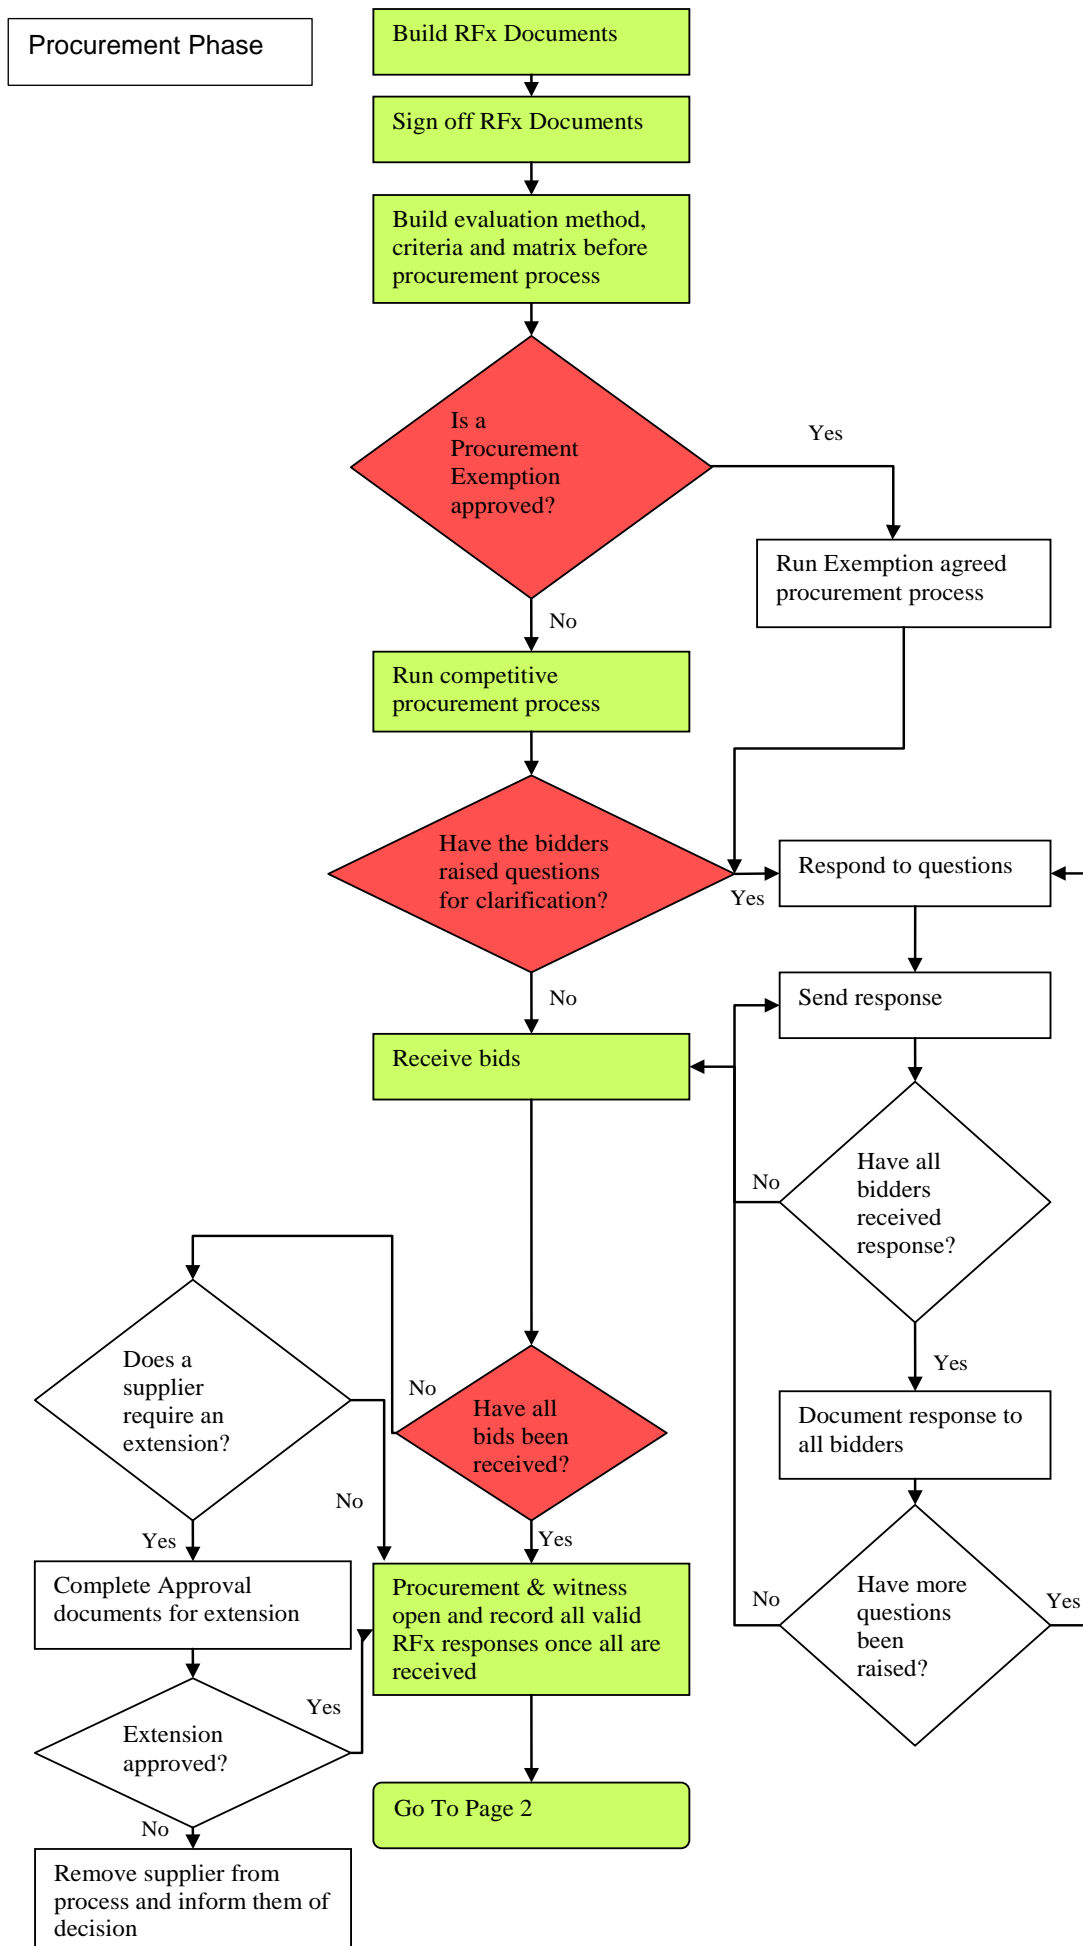 Procurement Phase
Build RFx Documents
Sign off RFx Documents
Build evaluation method,
criteria and matrix before
procurement process
Is a
Procurement
Exemption
approved?
Yes
Run Exemption agreed
procurement process
No
Run competitive
procurement process
Have the bidders
raised questions
for clarification?
Yes
Respond to questions
No
Send response
Receive bids
Have all
bidders
received
response?
No
Yes
Does a
supplier
require an
extension?
No
Have all
bids been
received?
Document response to
all bidders
No
Yes
Yes
Complete Approval
documents for extension
Procurement & witness
open and record all valid
RFx responses once all are
received
Have more
questions
been
raised?
No
Yes
Yes
Extension
approved?
Go To Page 2
No
Remove supplier from
process and inform them of
decision